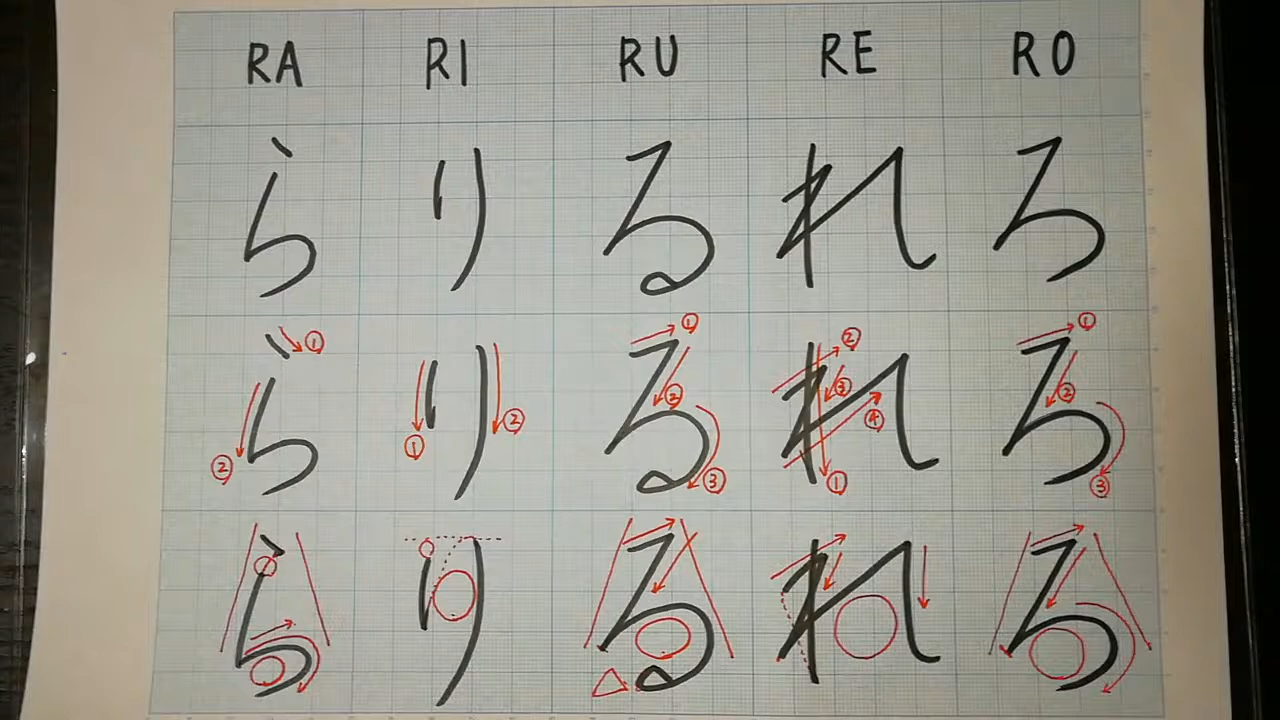 RA RI RU RE RO
ら り る れ ろ
ら ① ② り ① ② る ① ② ③ れ ① ② ③ ④ ろ ① ② ③
ら り る れ ろ